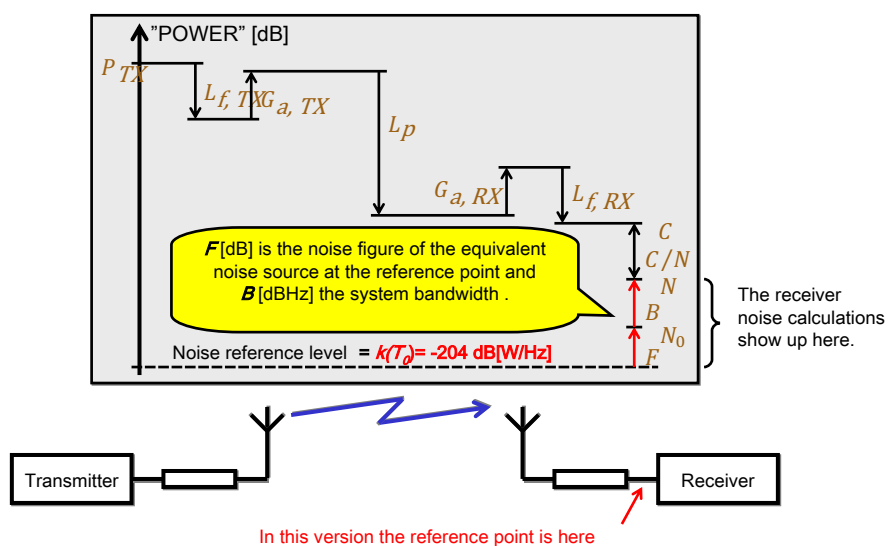 "POWER" [dB]
P TX
L f, TX
G a, TX
L p
G a, RX
L f, RX
C
C/N
N
B
N0
F
F [dB] is the noise figure of the equivalent
noise source at the reference point and
B [dBHz] the system bandwidth .
Noise reference level = k(T0)= -204 dB[W/Hz]
The receiver
noise calculations
show up here.
Transmitter
Receiver
In this version the reference point is here